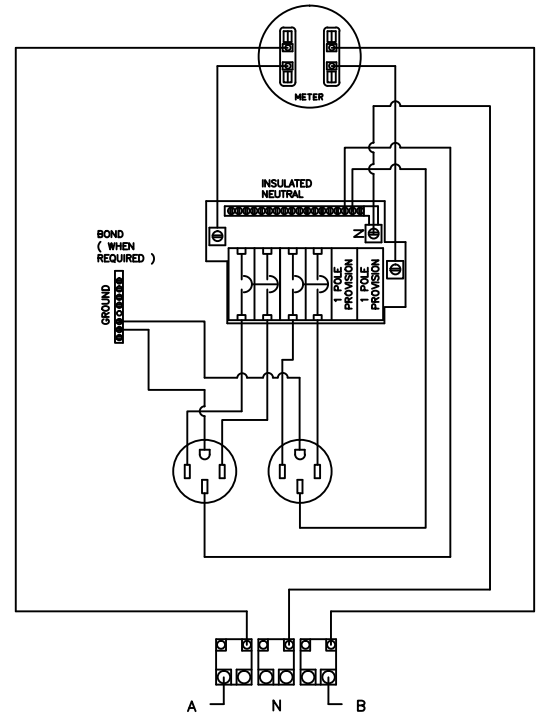 METER
INSULATED
NEUTRAL
N
BOND
( WHEN
REQUIRED )
GROUND
1 POLE
PROVISION
1 POLE
PROVISION
A
N
B